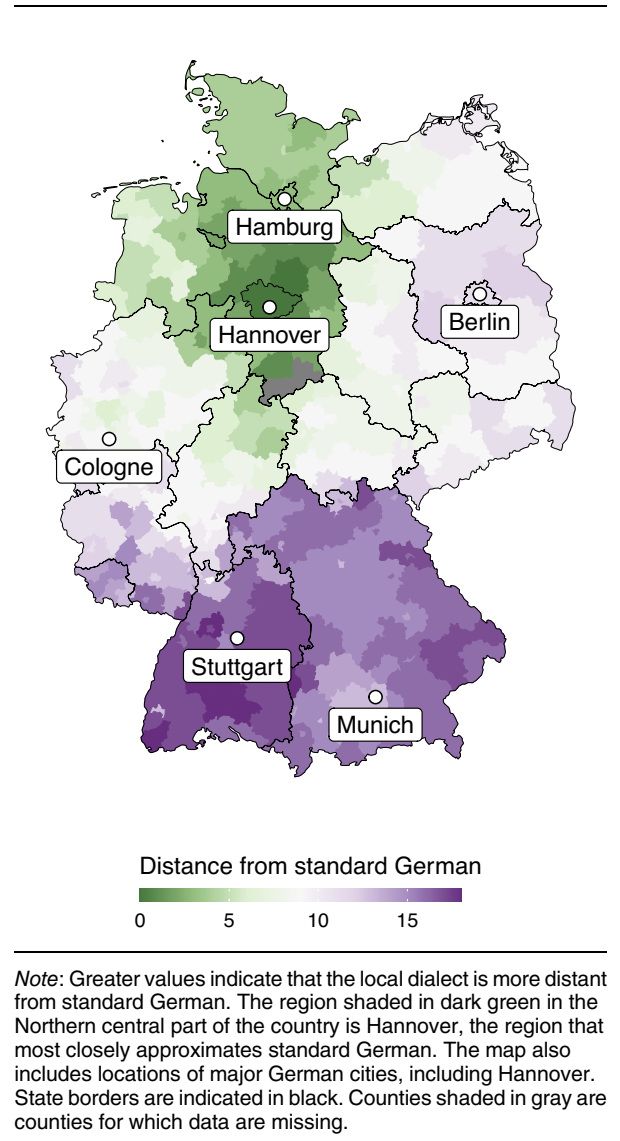 Hamburg
Hannover
Berlin
Cologne
Stuttgart
Munich
Distance from standard German
0 5 10 15
Note: Greater values indicate that the local dialect is more distant
from standard German. The region shaded in dark green in the
Northern central part of the country is Hannover, the region that
most closely approximates standard German. The map also
includes locations of major German cities, including Hannover.
State borders are indicated in black. Counties shaded in gray are
counties for which data are missing.